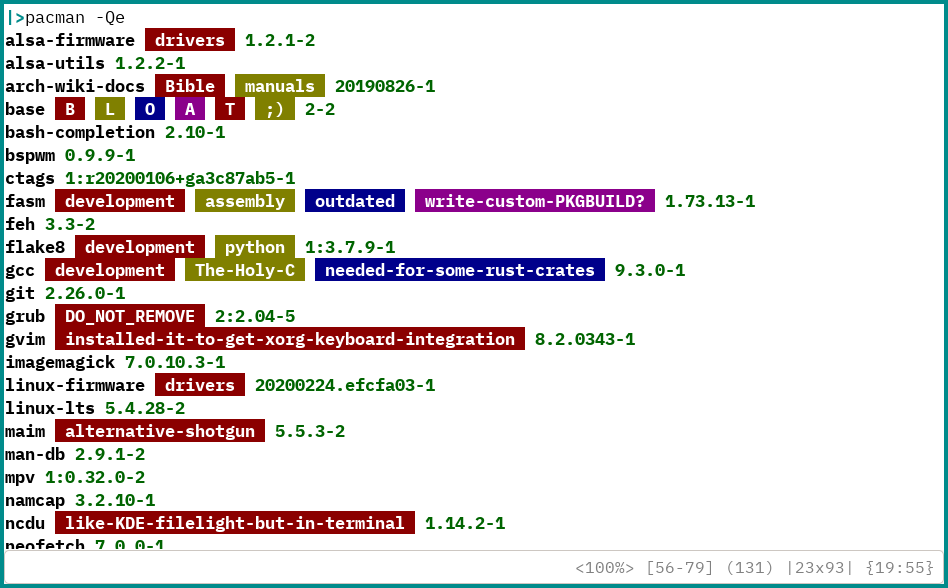 |>pacman -Qe
alsa-firmware drivers 1.2.1-2
alsa-utils 1.2.2-1
arch-wiki-docs Bible manuals 20190826-1
base B L O A T ;) 2-2
bash-completion 2.10-1
bspwm 0.9.9-1
ctags 1:r20200106+ga3c87ab5-1
fasm development assembly outdated write-custom-PKGBUILD? 1.73.13-1
feh 3.3-2
flake8 development python 1:3.7.9-1
gcc development The-Holy-C needed-for-some-rust-crates 9.3.0-1
git 2.26.0-1
grub DO_NOT_REMOVE 2:2.04-5
gvim installed-it-to-get-xorg-keyboard-integration 8.2.0343-1
imagemagick 7.0.10.3-1
linux-firmware drivers 20200224.efcfa03-1
linux-lts 5.4.28-2
maim alternative-shotgun 5.5.3-2
man-db 2.9.1-2
mpv 1:0.32.0-2
namcap 3.2.10-1
ncdu like-KDE-filelight-but-in-terminal 1.14.2-1
neofetch 7.0.0-1
<100%> [56-79] (131) |23x93| {19:55}